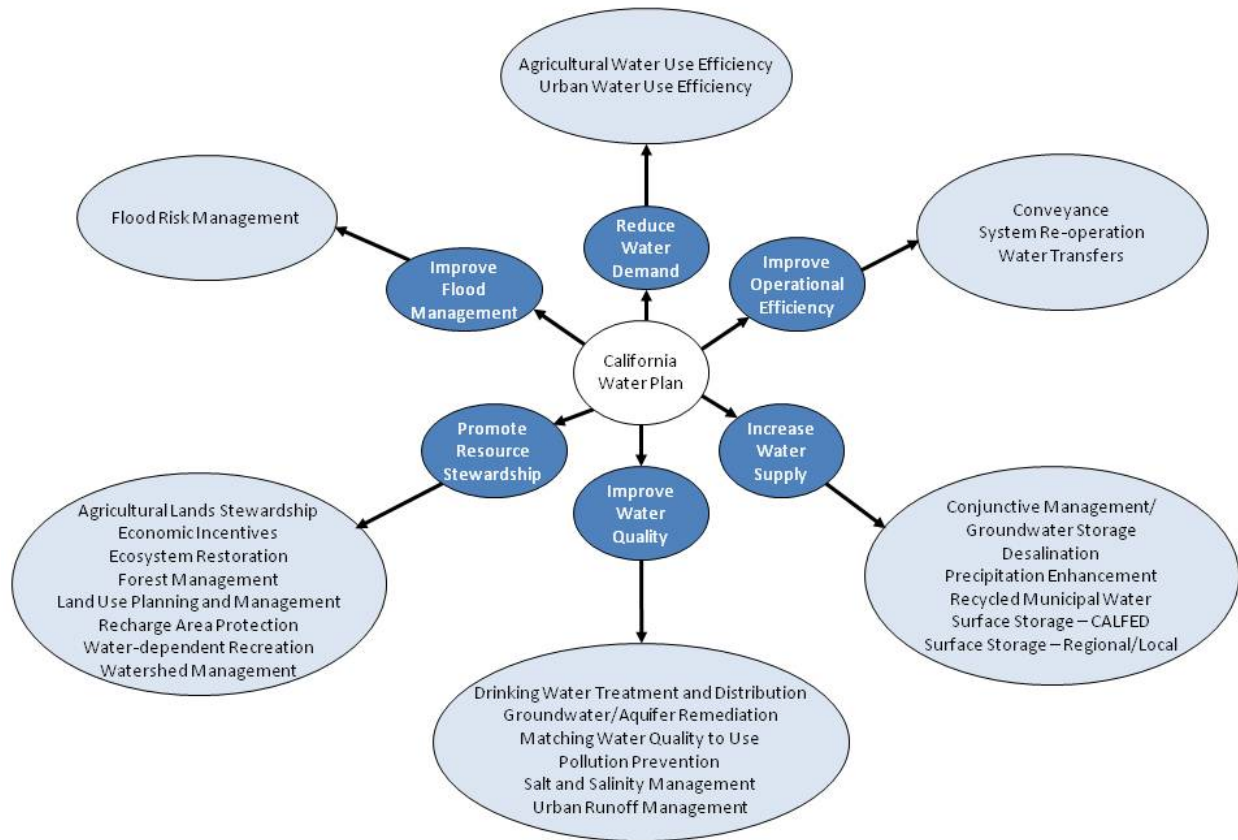 Agricultural Water Use Efficiency
Urban Water Use Efficiency
Flood Risk Management
Conveyance
System Re-operation
Water Transfers
Reduce
Water
Demand
Improve
Flood
Management
Improve
Operational
Efficiency
California
Water Plan
Promote
Resource
Stewardship
Improve
Water
Quality
Increase
Water
Supply
Agricultural Lands Stewardship
Economic Incentives
Ecosystem Restoration
Forest Management
Land Use Planning and Management
Recharge Area Protection
Water-dependent Recreation
Watershed Management
Conjunctive Management/
Groundwater Storage
Desalination
Precipitation Enhancement
Recycled Municipal Water
Surface Storage – CALFED
Surface Storage – Regional/Local
Drinking Water Treatment and Distribution
Groundwater/Aquifer Remediation
Matching Water Quality to Use
Pollution Prevention
Salt and Salinity Management
Urban Runoff Management